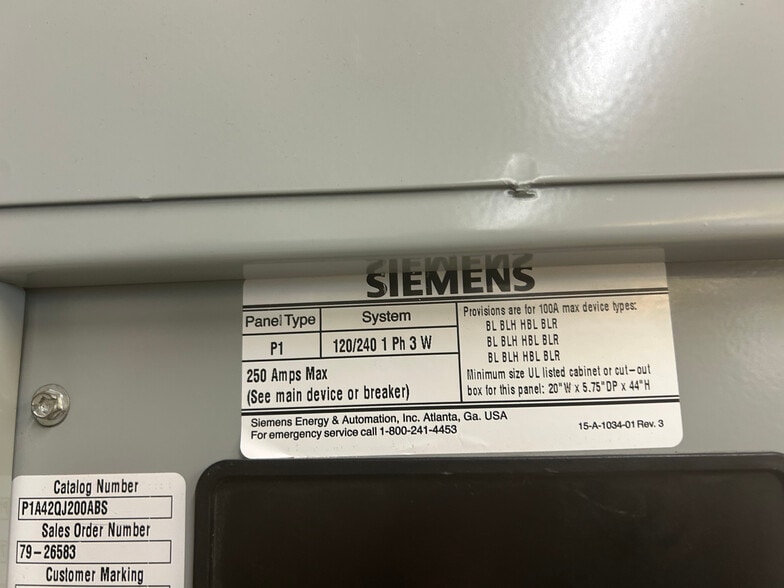 SIEMENS
Panel Type System
P1 120/240 1 Ph 3 W
250 Amps Max
(See main device or breaker)
Provisions are for 100A max device types:
BL BLH HBL BLR
BL BLH HBL BLR
BL BLH HBL BLR
Minimum size UL listed cabinet or cut-out
box for this panel: 20"W x 5.75"DP x 44"H
Siemens Energy & Automation, Inc. Atlanta, Ga. USA
For emergency service call 1-800-241-4453
15-A-1034-01 Rev. 3
Catalog Number
P1A42QJ200ABS
Sales Order Number
79-26583
Customer Marking